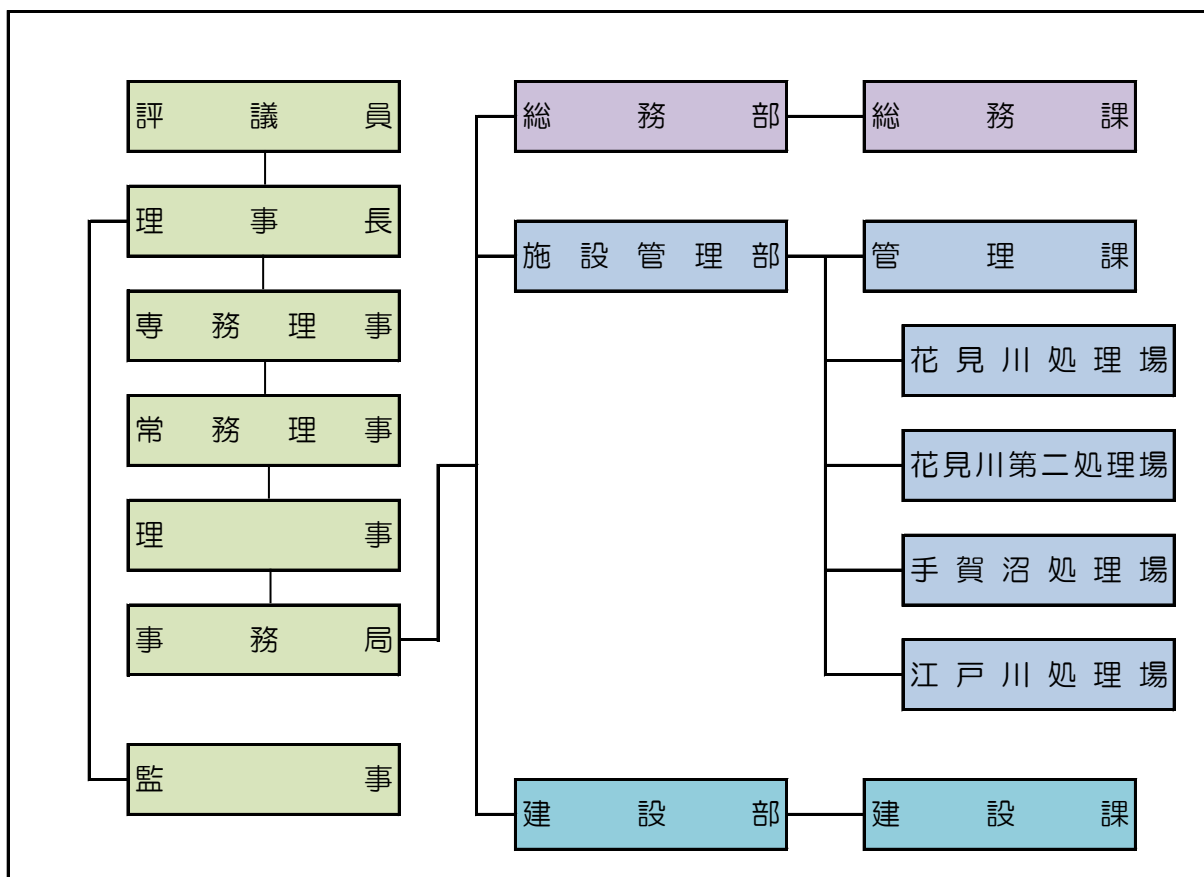 評議員
理事長
専務理事
常務理事
理事
事務局
監事
総務部
総務課
施設管理部
管理課
花見川処理場
花見川第二処理場
手賀沼処理場
江戸川処理場
建設部
建設課